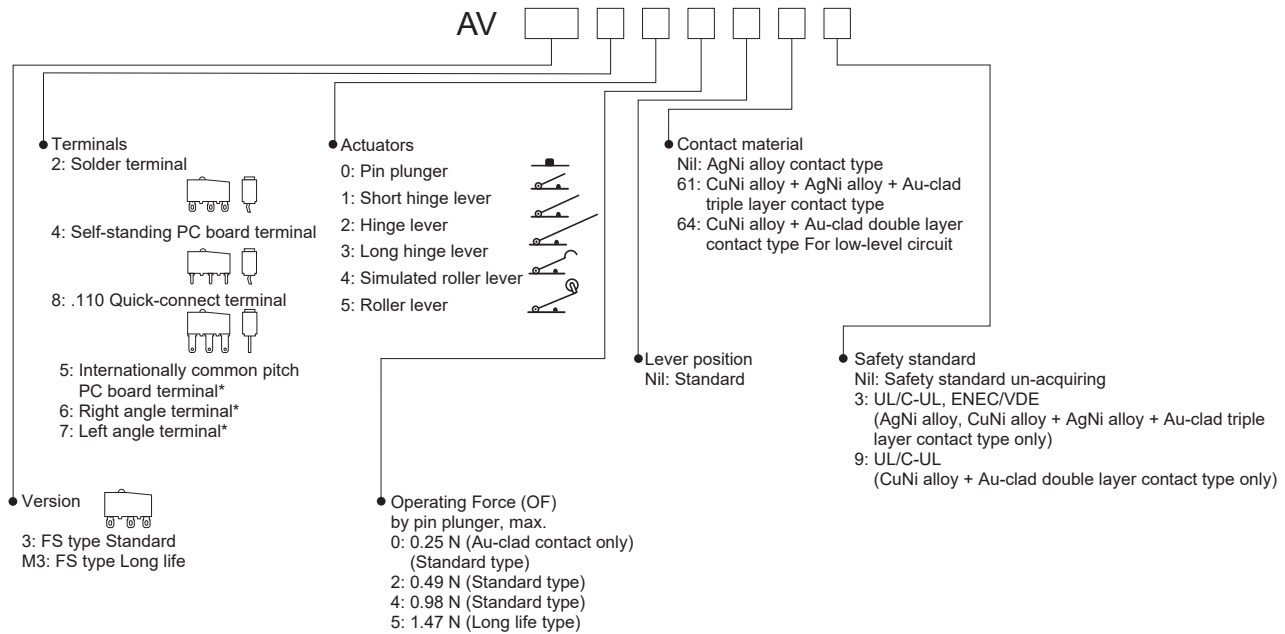 AV
Terminals
2: Solder terminal
4: Self-standing PC board terminal
8: .110 Quick-connect terminal
5: Internationally common pitch
PC board terminal*
6: Right angle terminal*
7: Left angle terminal*
Actuators
0: Pin plunger
1: Short hinge lever
2: Hinge lever
3: Long hinge lever
4: Simulated roller lever
5: Roller lever
Contact material
Nil: AgNi alloy contact type
61: CuNi alloy + AgNi alloy + Au-clad
triple layer contact type
64: CuNi alloy + Au-clad double layer
contact type For low-level circuit
Lever position
Nil: Standard
Safety standard
Nil: Safety standard un-acquiring
3: UL/C-UL, ENEC/VDE
(AgNi alloy, CuNi alloy + AgNi alloy + Au-clad triple
layer contact type only)
9: UL/C-UL
(CuNi alloy + Au-clad double layer contact type only)
Version
3: FS type Standard
M3: FS type Long life
Operating Force (OF)
by pin plunger, max.
0: 0.25 N (Au-clad contact only)
(Standard type)
2: 0.49 N (Standard type)
4: 0.98 N (Standard type)
5: 1.47 N (Long life type)